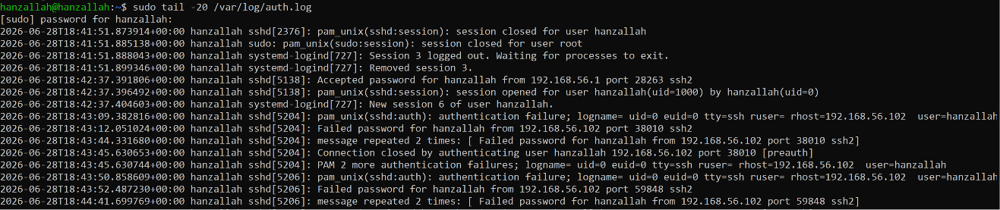 hanzallah@hanzallah:~$ sudo tail -20 /var/log/auth.log
[sudo] password for hanzallah:
2026-06-28T18:41:51.873914+00:00 hanzallah sshd[2376]: pam_unix(sshd:session): session closed for user hanzallah
2026-06-28T18:41:51.885138+00:00 hanzallah sudo: pam_unix(sudo:session): session closed for user root
2026-06-28T18:41:51.888043+00:00 hanzallah systemd-logind[727]: Session 3 logged out. Waiting for processes to exit.
2026-06-28T18:41:51.899346+00:00 hanzallah systemd-logind[727]: Removed session 3.
2026-06-28T18:42:37.391806+00:00 hanzallah sshd[5138]: Accepted password for hanzallah from 192.168.56.1 port 28263 ssh2
2026-06-28T18:42:37.396492+00:00 hanzallah sshd[5138]: pam_unix(sshd:session): session opened for user hanzallah(uid=1000) by hanzallah(uid=0)
2026-06-28T18:42:37.404603+00:00 hanzallah systemd-logind[727]: New session 6 of user hanzallah.
2026-06-28T18:43:09.382816+00:00 hanzallah sshd[5204]: pam_unix(sshd:auth): authentication failure; logname= uid=0 euid=0 tty=ssh ruser= rhost=192.168.56.102  user=hanzallah
2026-06-28T18:43:12.051024+00:00 hanzallah sshd[5204]: Failed password for hanzallah from 192.168.56.102 port 38010 ssh2
2026-06-28T18:43:44.331680+00:00 hanzallah sshd[5204]: message repeated 2 times: [ Failed password for hanzallah from 192.168.56.102 port 38010 ssh2]
2026-06-28T18:43:45.630653+00:00 hanzallah sshd[5204]: Connection closed by authenticating user hanzallah 192.168.56.102 port 38010 [preauth]
2026-06-28T18:43:45.630744+00:00 hanzallah sshd[5204]: PAM 2 more authentication failures; logname= uid=0 euid=0 tty=ssh ruser= rhost=192.168.56.102  user=hanzallah
2026-06-28T18:43:50.858609+00:00 hanzallah sshd[5206]: pam_unix(sshd:auth): authentication failure; logname= uid=0 euid=0 tty=ssh ruser= rhost=192.168.56.102  user=hanzallah
2026-06-28T18:43:52.487230+00:00 hanzallah sshd[5206]: Failed password for hanzallah from 192.168.56.102 port 59848 ssh2
2026-06-28T18:44:41.699769+00:00 hanzallah sshd[5206]: message repeated 2 times: [ Failed password for hanzallah from 192.168.56.102 port 59848 ssh2]